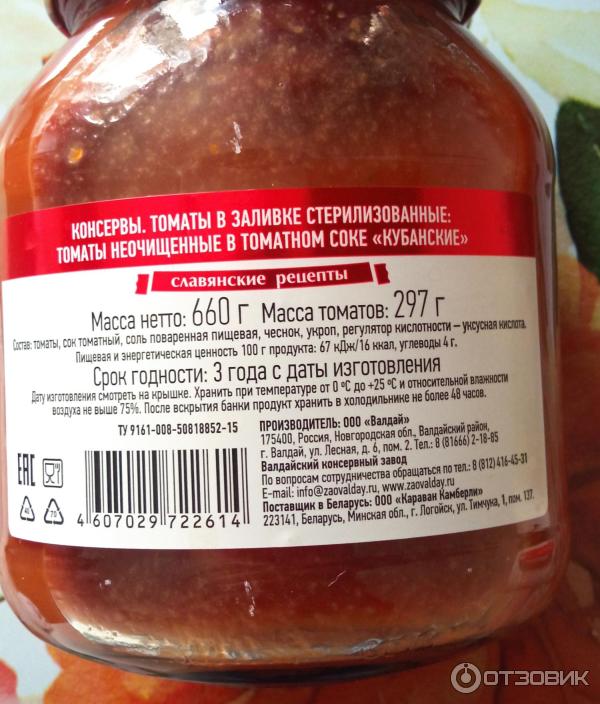 КОНСЕРВЫ. ТОМАТЫ В ЗАЛИВКЕ СТЕРИЛИЗОВАННЫЕ:
ТОМАТЫ НЕОЧИЩЕННЫЕ В ТОМАТНОМ СОКЕ «КУБАНСКИЕ»
СЛАВЯНСКИЕ РЕЦЕПТЫ
Масса нетто: 660 г Масса томатов: 297 г
Состав: томаты, сок томатный, соль поваренная пищевая, чеснок, укроп, регулятор кислотности – уксусная кислота.
Пищевая и энергетическая ценность 100 г продукта: 67 кДж/16 ккал, углеводы 4 г.
Срок годности: 3 года с даты изготовления
Дату изготовления смотреть на крышке. Хранить при температуре от 0 ºС до +25 ºС и относительной влажности
воздуха не выше 75%. После вскрытия банки продукт хранить в холодильнике не более 48 часов.
ТУ 9161-008-50818852-15
ПРОИЗВОДИТЕЛЬ: ООО «Валдай»
175400, Россия, Новгородская обл., Валдайский район,
г. Валдай, ул. Лесная, д. 6, пом. 2. Тел.: 8 (81666) 2-18-85
Валдайский консервный завод
По вопросам сотрудничества обращаться по тел.: 8 (812) 416-45-31
E-mail: info@zaovalday.ru, www.zaovalday.ru
Поставщик в Беларусь: ООО «Караван Камберли»
223141, Беларусь, Минская обл., г. Логойск, ул. Тимчука, 1, пом. 137.
EAC
40
70
4 607029 722614
ОТЗОВИК